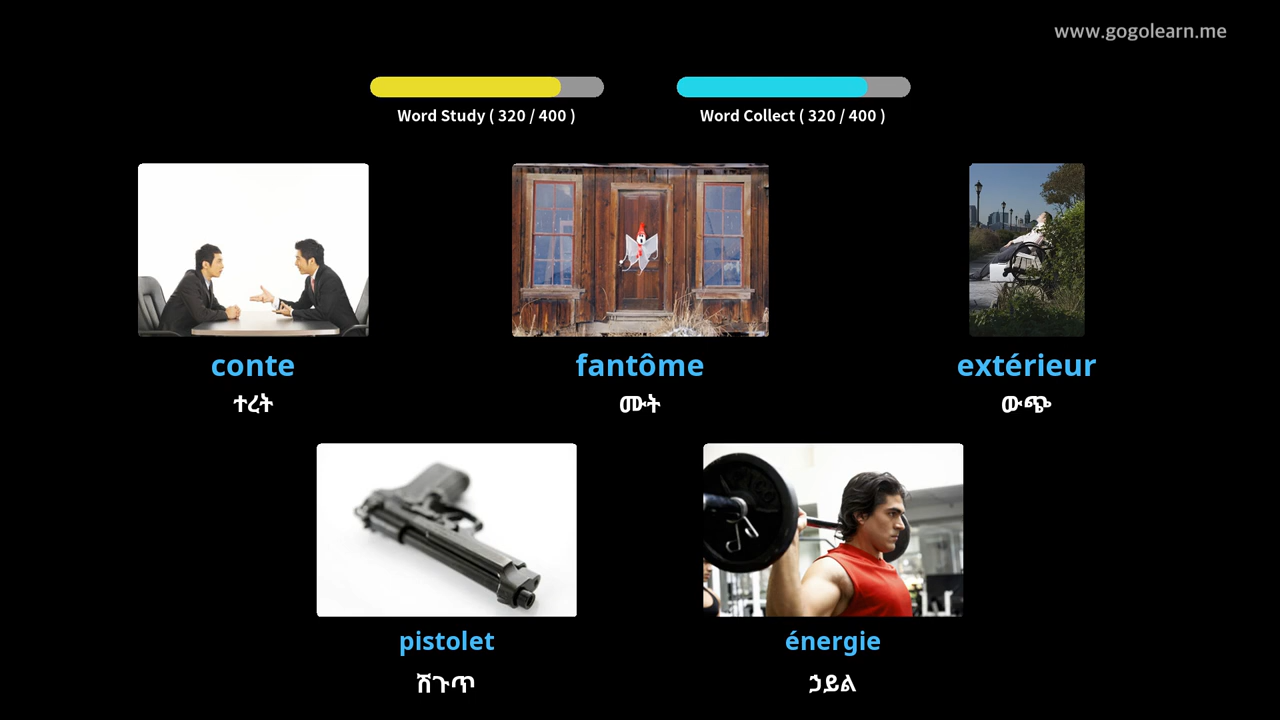 www.gogolearn.me
Word Study ( 320 / 400 )
Word Collect ( 320 / 400 )
conte
ተረት
fantôme
ሙት
extérieur
ውጭ
pistolet
ሽጉጥ
énergie
ኃይል